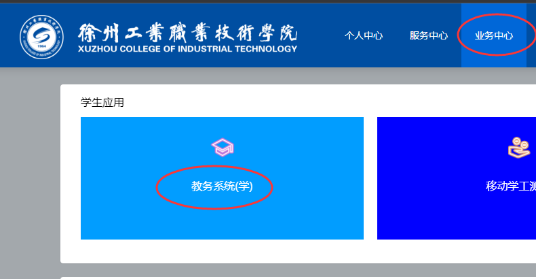 徐州工業職業技術學院
XUZHOU COLLEGE OF INDUSTRIAL TECHNOLOGY
个人中心 服务中心 业务中心
学生应用
教务系统(学) 移动学工